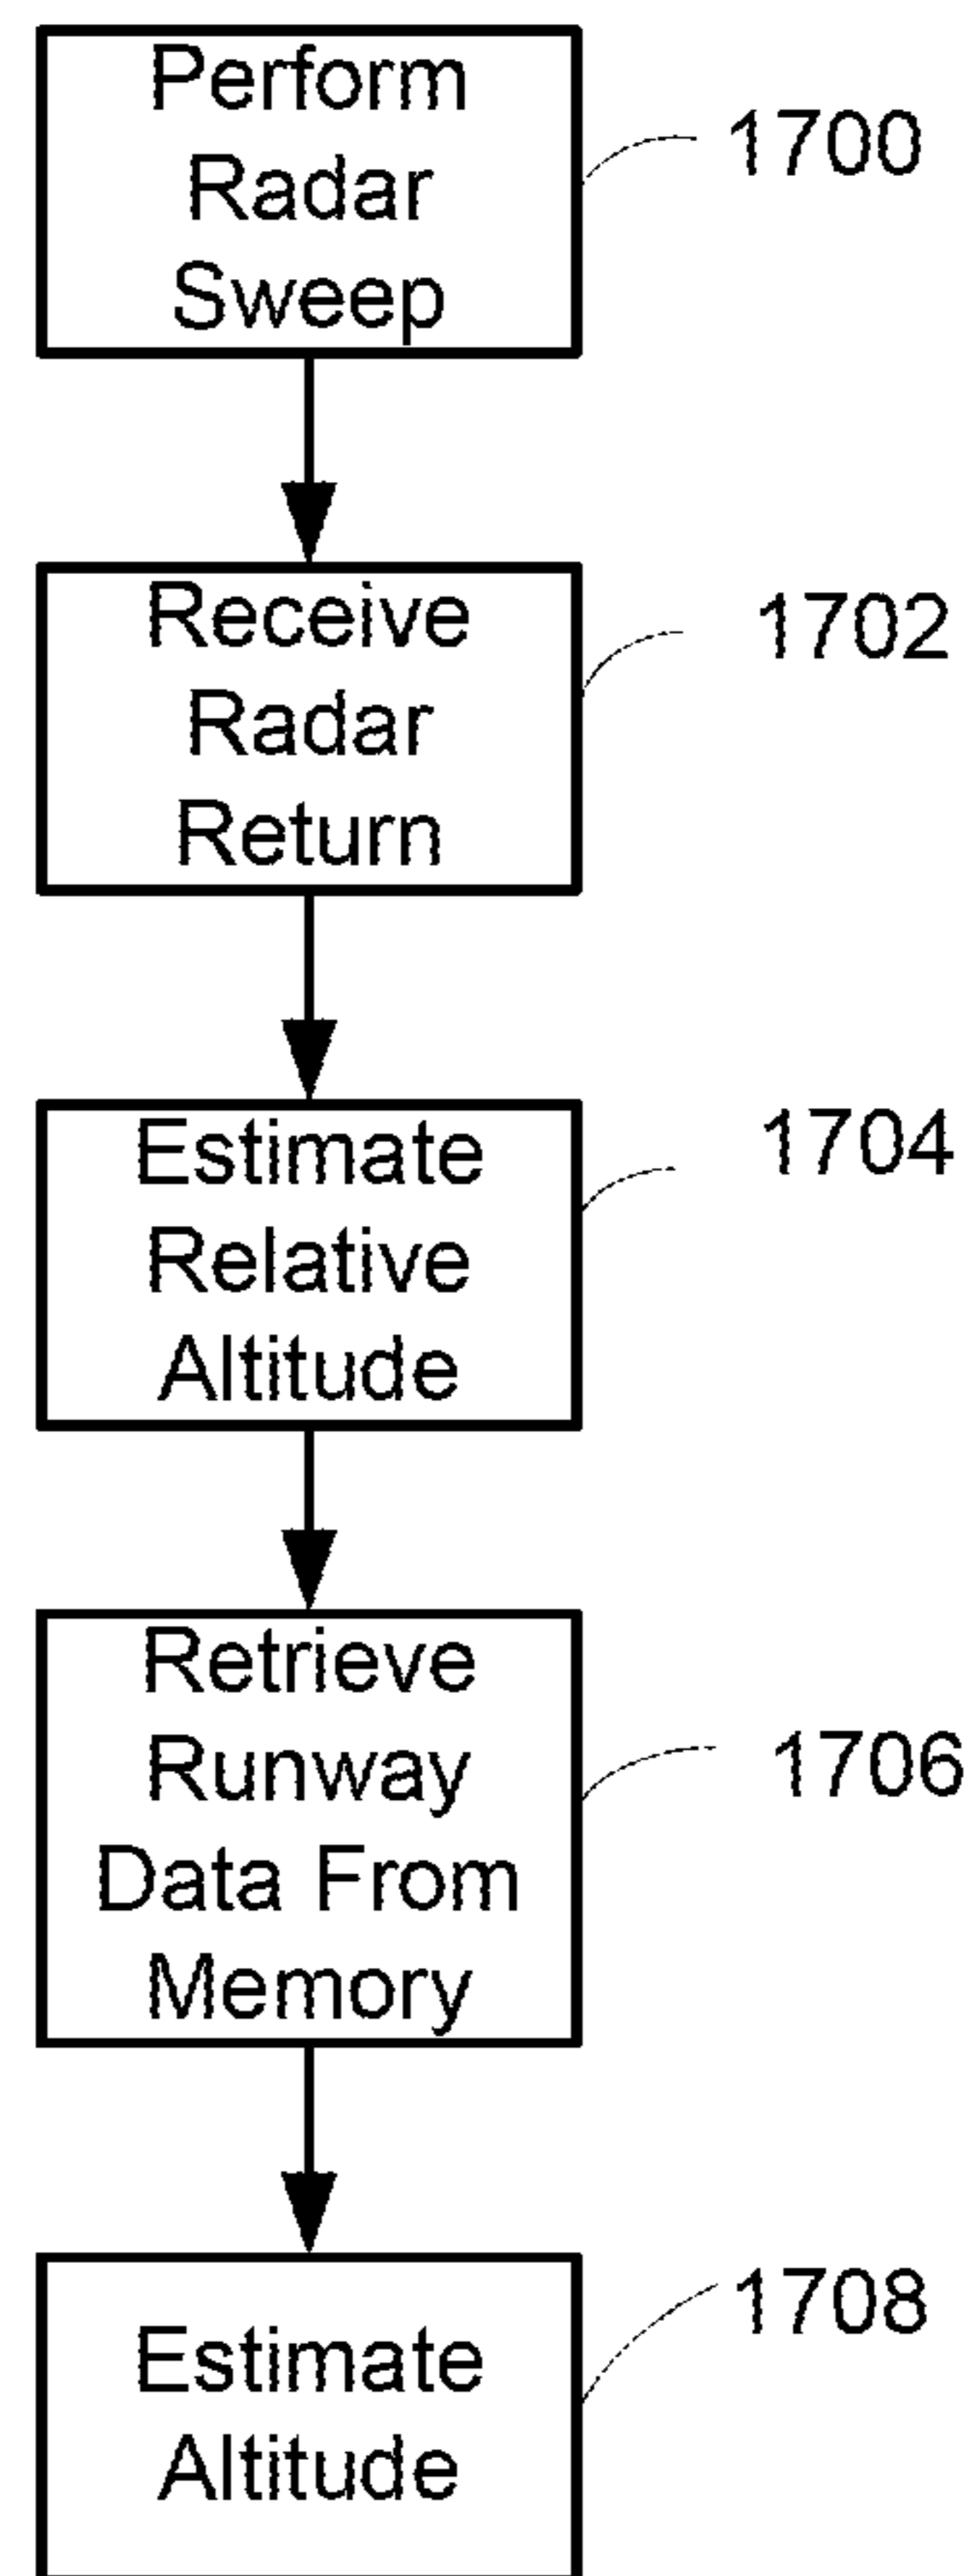 Perform
Radar
Sweep
1700
Receive
Radar
Return
1702
Estimate
Relative
Altitude
1704
Retrieve
Runway
Data From
Memory
1706
Estimate
Altitude
1708